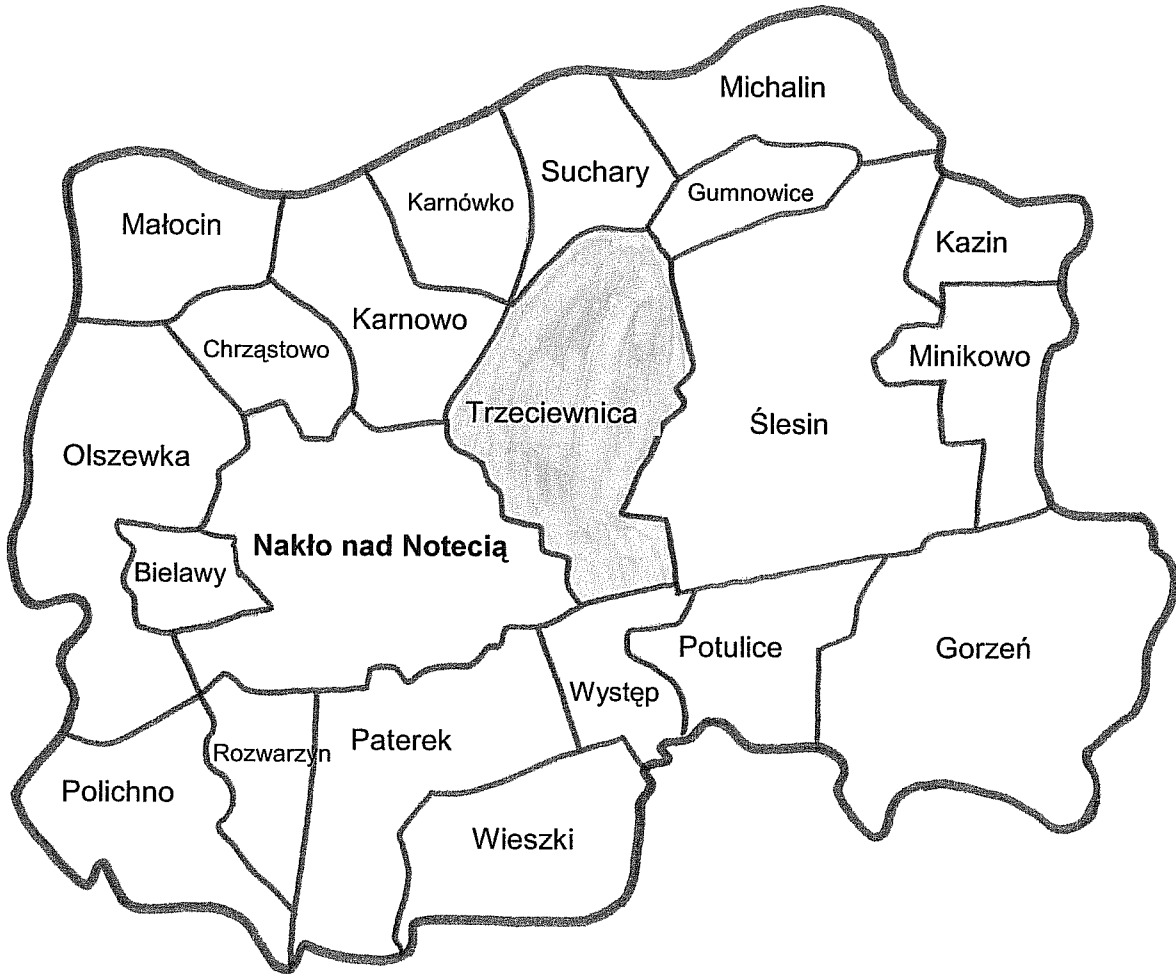 Michalin
Suchary
Gumnowice
Karnówko
Małocin
Kazin
Karnowo
Chrząstowo
Minikowo
Trzeciewnica
Ślesin
Olszewka
Nakło nad Notecią
Bielawy
Potulice
Gorzeń
Występ
Paterek
Rozwarzyn
Polichno
Wieszki